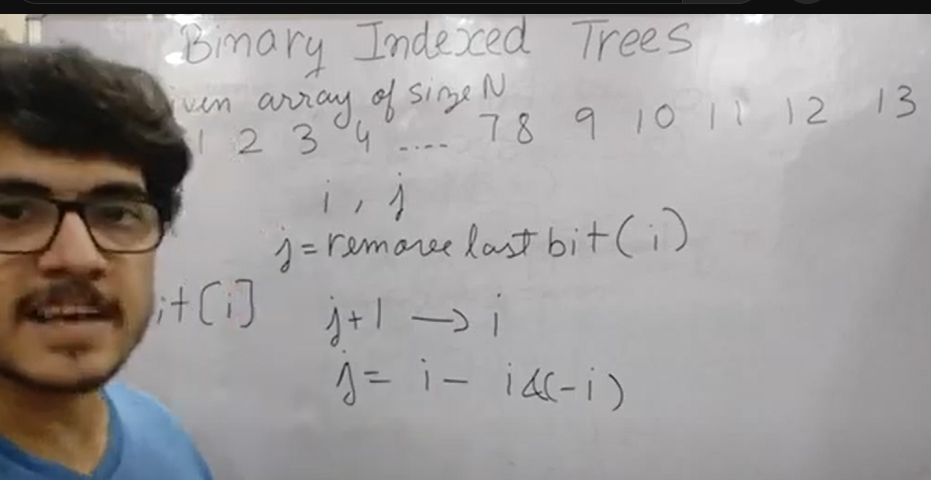 Binary Indexed Trees
iven array of size N
1 2 3 4 .... 7 8 9 10 11 12 13
i , j
j = remove last bit ( i )
it [i] j+1 → i
j = i - i&(-i)